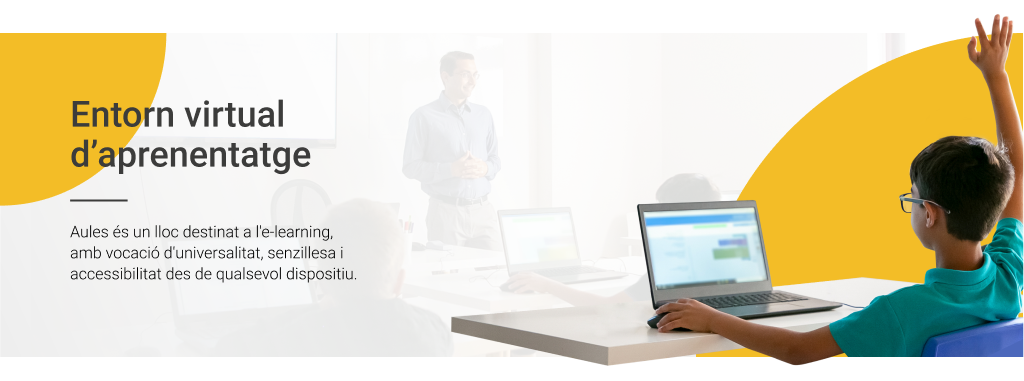 Entorn virtual
d’aprenentatge
Aules és un lloc destinat a l'e-learning,
amb vocació d'universalitat, senzillesa i
accessibilitat des de qualsevol dispositiu.